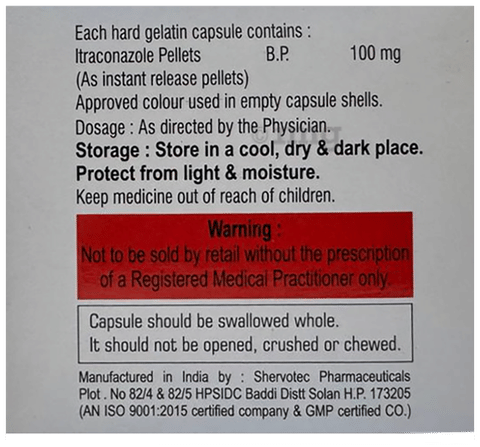 Each hard gelatin capsule contains :
Itraconazole Pellets B.P. 100 mg
(As instant release pellets)
Approved colour used in empty capsule shells.
Dosage : As directed by the Physician.
Storage : Store in a cool, dry & dark place.
Protect from light & moisture.
Keep medicine out of reach of children.
Warning :
Not to be sold by retail without the prescription
of a Registered Medical Practitioner only.
Capsule should be swallowed whole.
It should not be opened, crushed or chewed.
Manufactured in India by : Shervotec Pharmaceuticals
Plot . No 82/4 & 82/5 HPSIDC Baddi Distt Solan H.P. 173205
(AN ISO 9001:2015 certified company & GMP certified CO.)